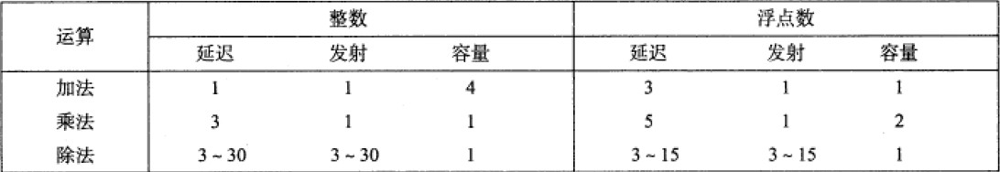 运算 整数 浮点数
延迟 发射 容量 延迟 发射 容量
加法 1 1 4 3 1 1
乘法 3 1 1 5 1 2
除法 3~30 3~30 1 3~15 3~15 1